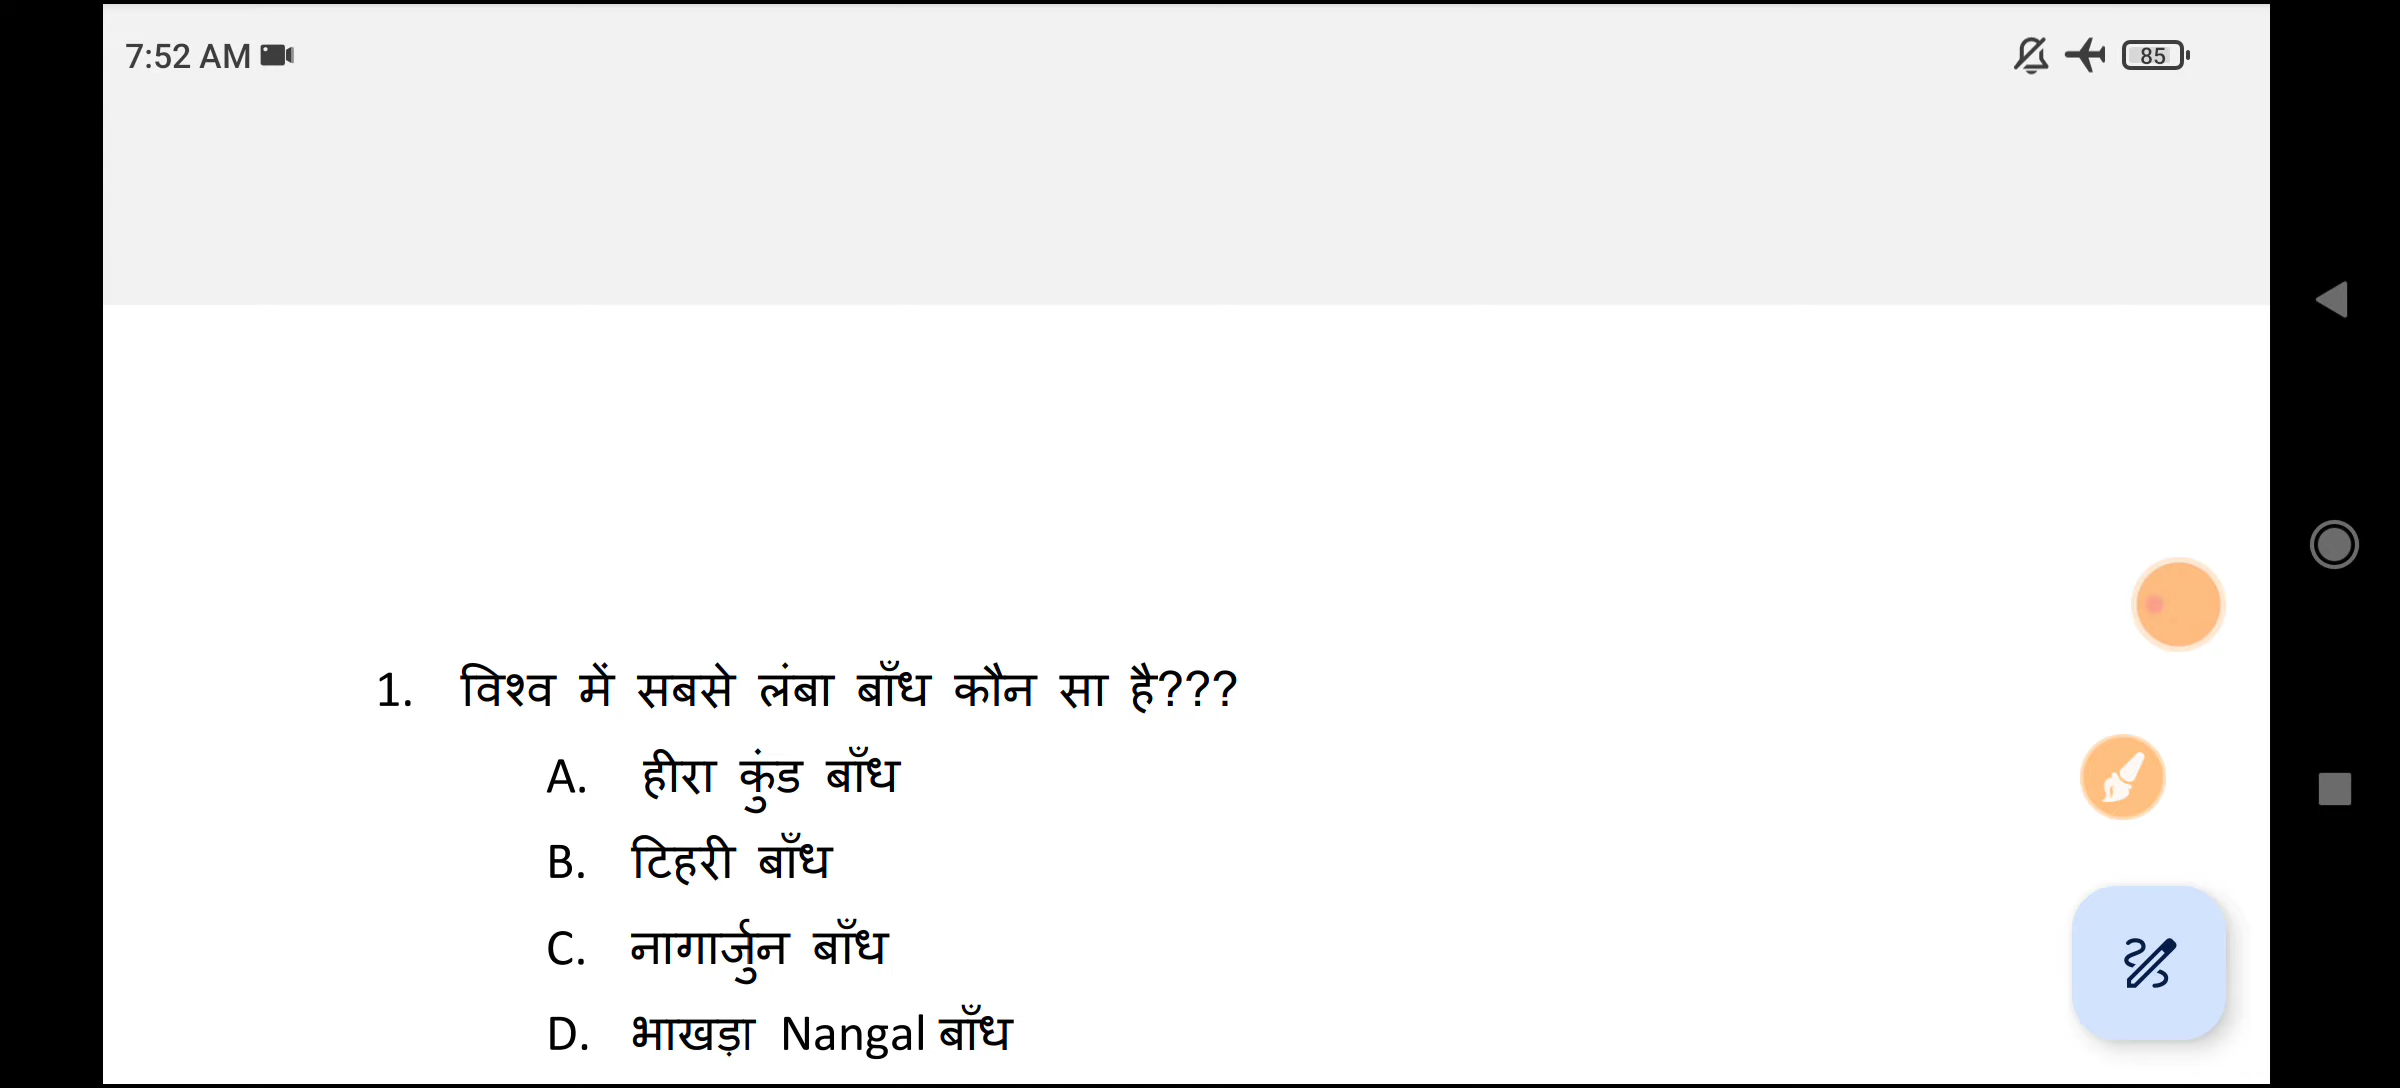 7:52 AM
85
1. विश्व में सबसे लंबा बाँध कौन सा है???
A. हीरा कुंड बाँध
B. टिहरी बाँध
C. नागार्जुन बाँध
D. भाखड़ा Nangal बाँध